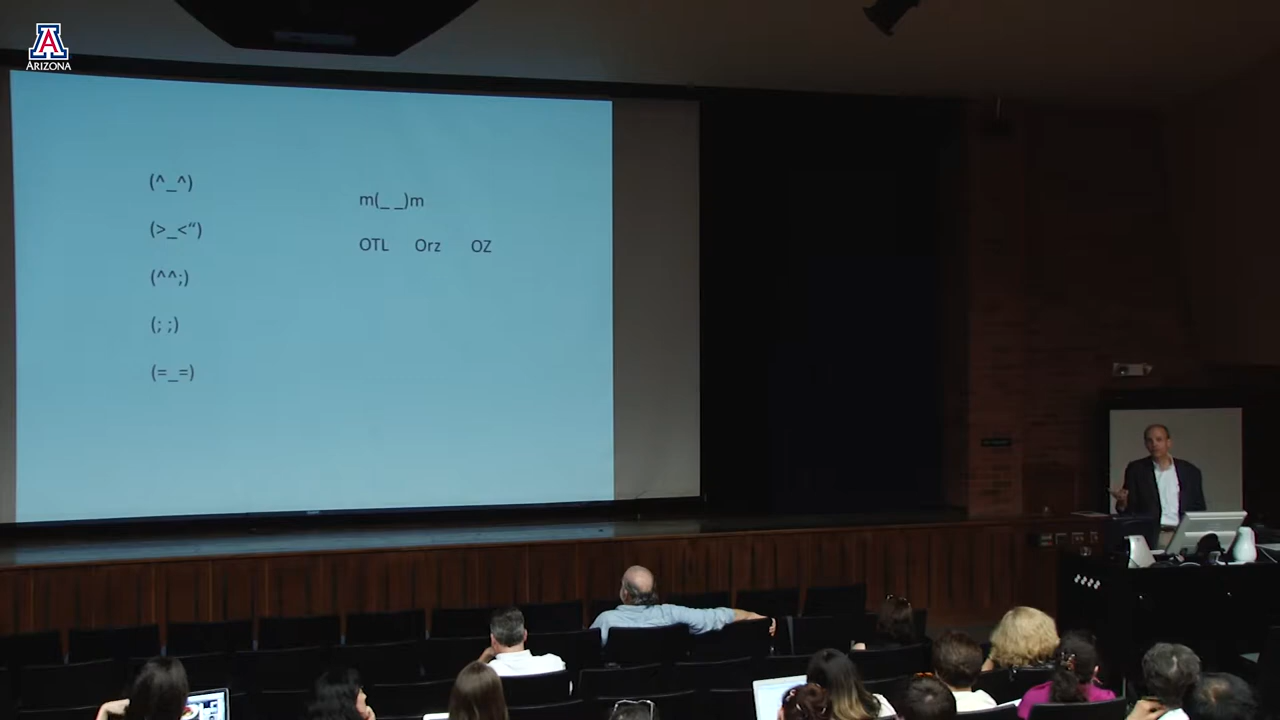 A
ARIZONA
(^_^)
(>_<“)
(^^;)
(; ;)
(=_=)
m(_ _)m
OTL Orz OZ